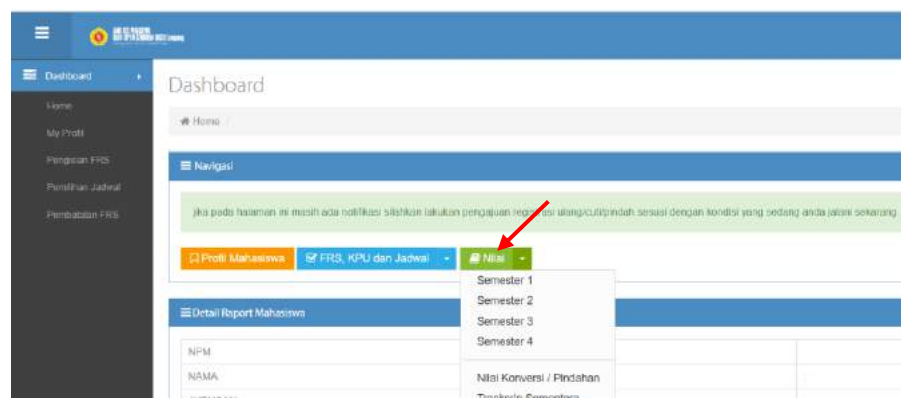 Dashboard
Home
My Profil
Pengisian FRS
Pemilihan Jadwal
Pembatalan FRS
Dashboard
Home /
Navigasi
jika pada halaman ini masih ada notifikasi silahkan lakukan pengajuan registrasi ulang/cuti/pindah sesuai dengan kondisi yang sedang anda jalani sekarang
Profil Mahasiswa
FRS, KPU dan Jadwal
Nilai
Semester 1
Semester 2
Semester 3
Semester 4
Nilai Konversi / Pindahan
Transkrip Sementara
Detail Raport Mahasiswa
NPM
NAMA